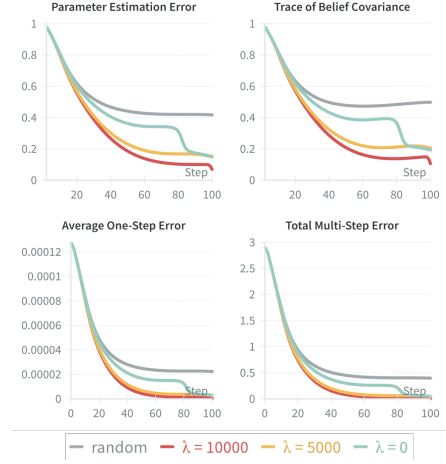 Parameter Estimation Error
1
0.8
0.6
0.4
0.2
0
20 40 60 80 100
Step
Trace of Belief Covariance
1
0.8
0.6
0.4
0.2
0
20 40 60 80 100
Step
Average One-Step Error
0.00012
0.0001
0.00008
0.00006
0.00004
0.00002
0
0 20 40 60 80 100
Step
Total Multi-Step Error
3
2.5
2
1.5
1
0.5
0
0 20 40 60 80 100
Step
random λ = 10000 λ = 5000 λ = 0